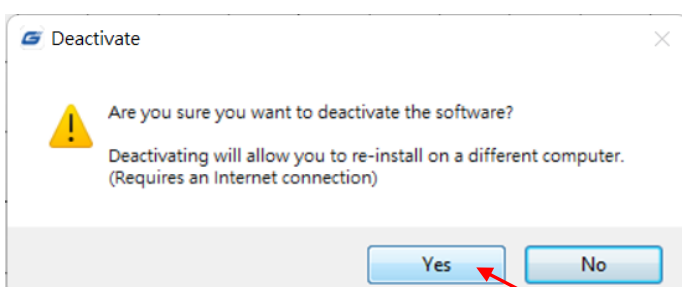 Deactivate
Are you sure you want to deactivate the software?
Deactivating will allow you to re-install on a different computer.
(Requires an Internet connection)
Yes
No